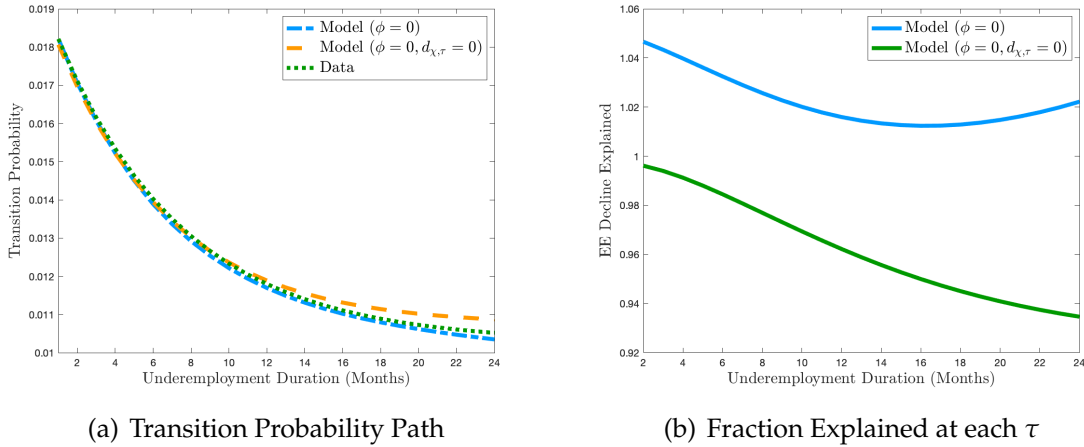 Model (ϕ = 0)
Model (ϕ = 0, dχ,τ = 0)
Data
0.019
0.018
0.017
0.016
0.015
0.014
0.013
0.012
0.011
0.01
Transition Probability
2 4 6 8 10 12 14 16 18 20 22 24
Underemployment Duration (Months)
(a) Transition Probability Path
Model (ϕ = 0)
Model (ϕ = 0, dχ,τ = 0)
1.06
1.04
1.02
1
0.98
0.96
0.94
0.92
EE Decline Explained
2 4 6 8 10 12 14 16 18 20 22 24
Underemployment Duration (Months)
(b) Fraction Explained at each τ